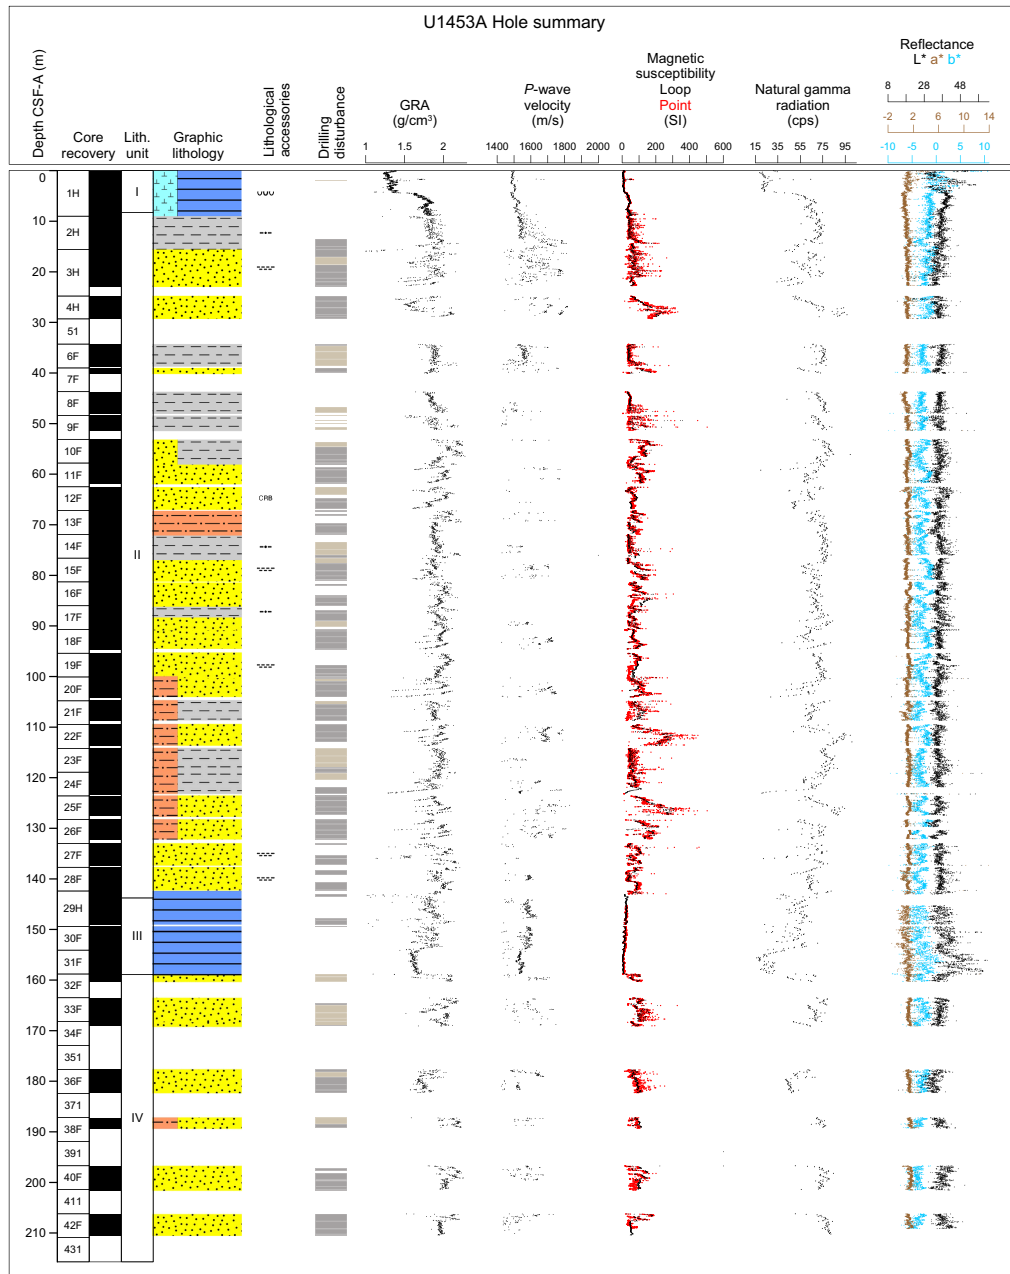 U1453A Hole summary
Depth CSF-A (m)
Core
recovery
Lith.
unit
Graphic
lithology
Lithological
accessories
Drilling
disturbance
GRA
(g/cm³)
1 1.5 2
P-wave
velocity
(m/s)
1400 1600 1800 2000
Magnetic
susceptibility
Loop
Point
(SI)
0 200 400 600
Natural gamma
radiation
(cps)
15 35 55 75 95
Reflectance
L* a* b*
8 28 48
-2 2 6 10 14
-10 -5 0 5 10
0
10
20
30
40
50
60
70
80
90
100
110
120
130
140
150
160
170
180
190
200
210
1H
2H
3H
4H
51
6F
7F
8F
9F
10F
11F
12F
13F
14F
15F
16F
17F
18F
19F
20F
21F
22F
23F
24F
25F
26F
27F
28F
29H
30F
31F
32F
33F
34F
351
36F
371
38F
391
40F
411
42F
431
I
II
III
IV
CRB